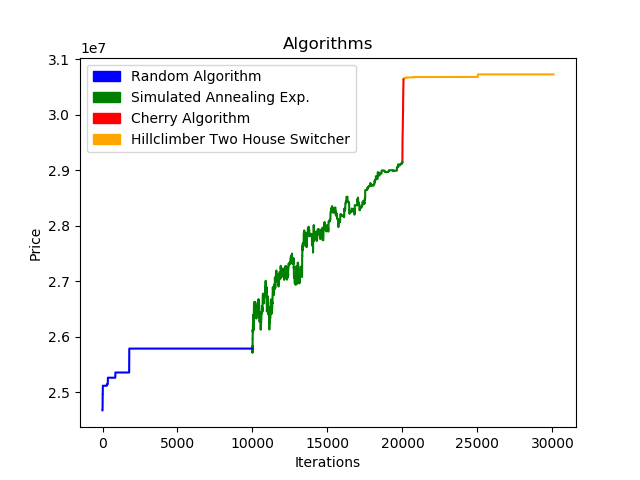 Algorithms
1e7
3.1
3.0
2.9
2.8
2.7
2.6
2.5
Price
Random Algorithm
Simulated Annealing Exp.
Cherry Algorithm
Hillclimber Two House Switcher
0 5000 10000 15000 20000 25000 30000
Iterations